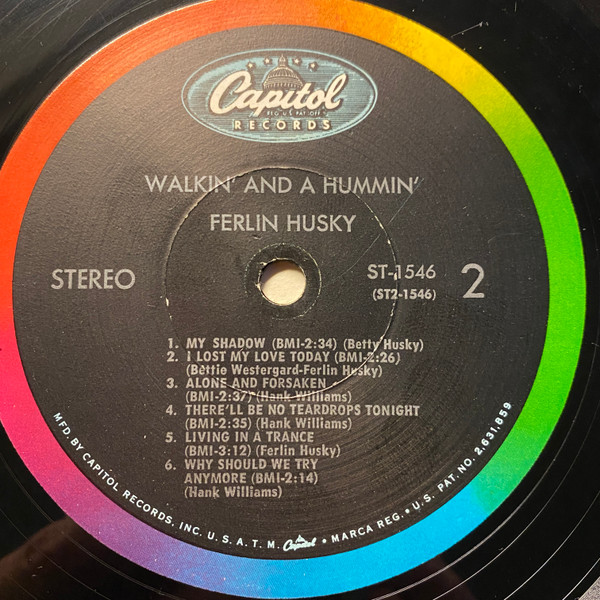 Capitol
REG. U.S. PAT. OFF.
RECORDS
WALKIN' AND A HUMMIN'
FERLIN HUSKY
STEREO
ST-1546
(ST2-1546)
2
1. MY SHADOW (BMI-2:34) (Betty Husky)
2. I LOST MY LOVE TODAY (BMI-2:26)
(Bettie Westergard-Ferlin Husky)
3. ALONE AND FORSAKEN
(BMI-2:37) (Hank Williams)
4. THERE'LL BE NO TEARDROPS TONIGHT
(BMI-2:35) (Hank Williams)
5. LIVING IN A TRANCE
(BMI-3:12) (Ferlin Husky)
6. WHY SHOULD WE TRY
ANYMORE (BMI-2:14)
(Hank Williams)
MFD. BY CAPITOL RECORDS, INC. U.S.A. T.M. Capitol • MARCA REG. • U.S. PAT. NO. 2,631,859